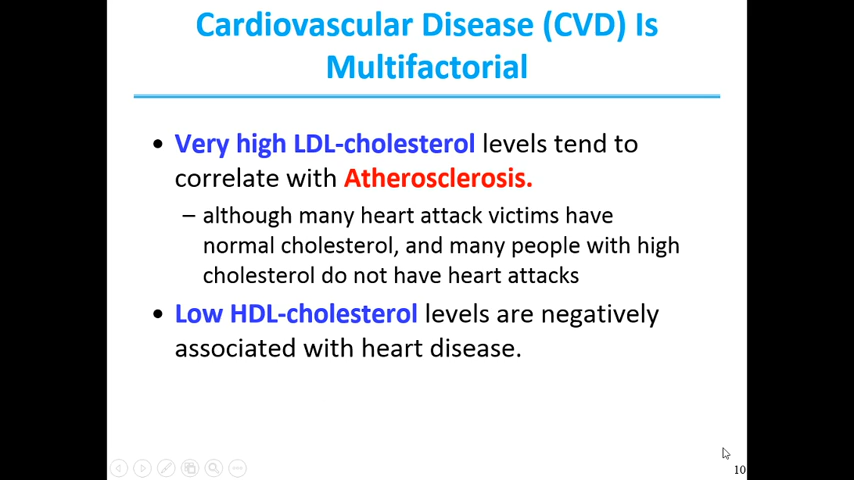 Cardiovascular Disease (CVD) Is
Multifactorial
• Very high LDL-cholesterol levels tend to
correlate with Atherosclerosis.
– although many heart attack victims have
normal cholesterol, and many people with high
cholesterol do not have heart attacks
• Low HDL-cholesterol levels are negatively
associated with heart disease.
10